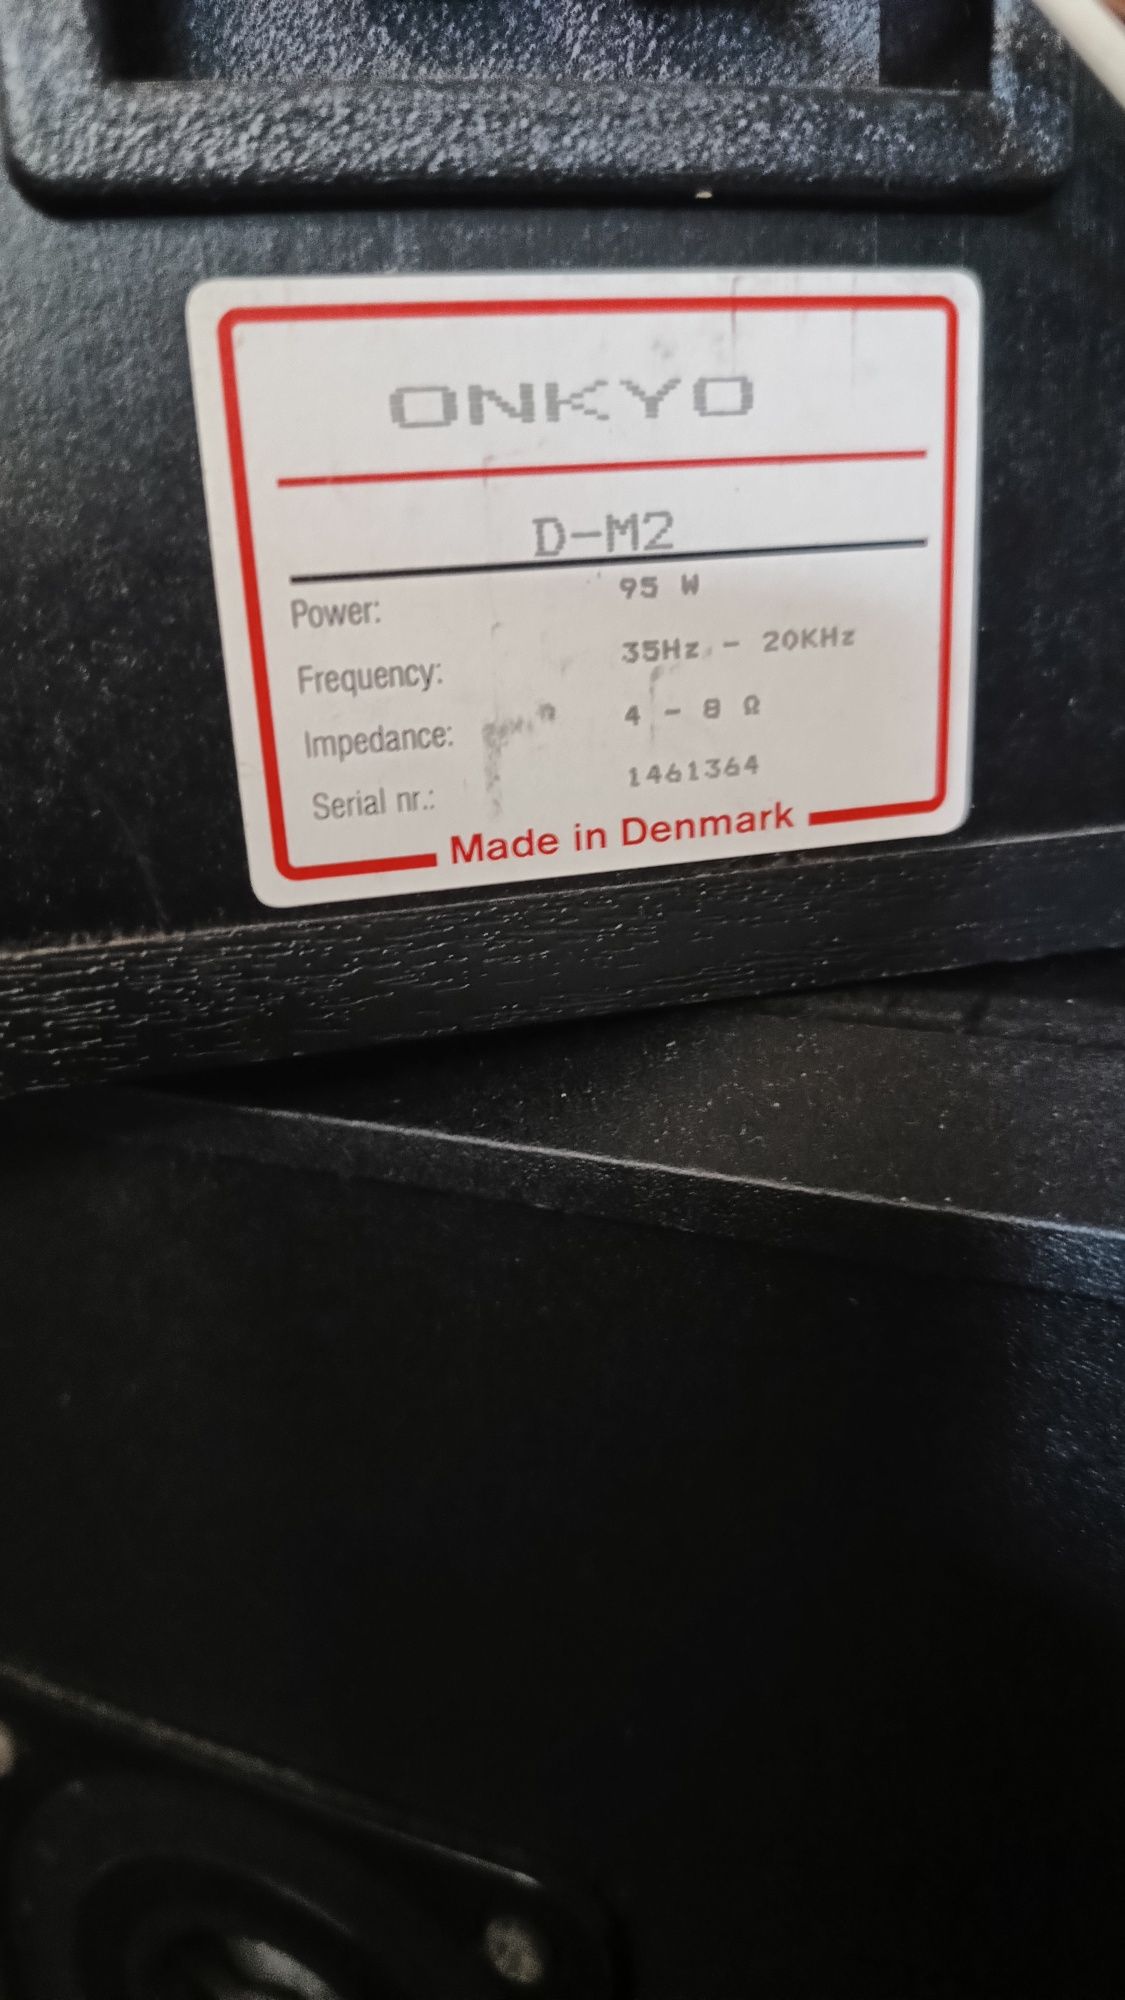 ONKYO
D-M2
Power: 95 W
Frequency: 35Hz - 20KHz
Impedance: 4 - 8 Ω
Serial nr.: 1461364
Made in Denmark